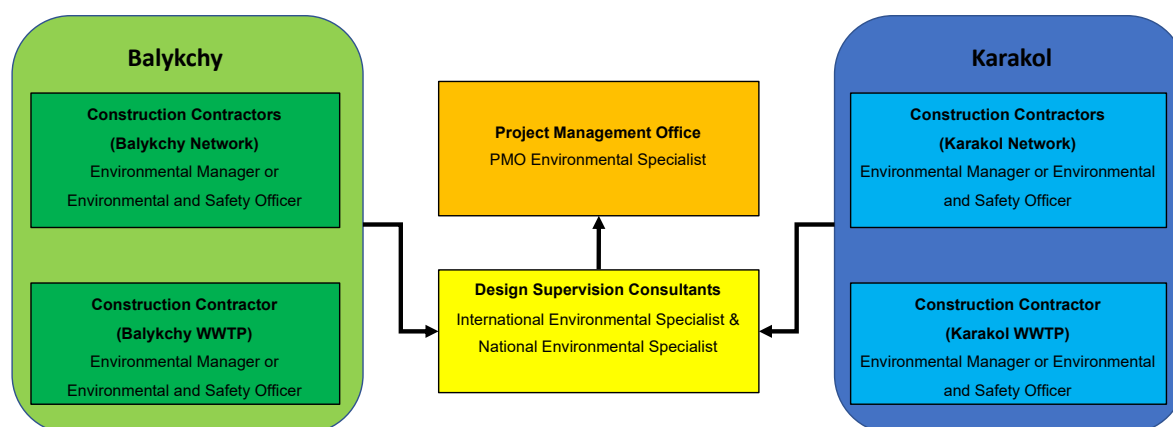 Balykchy
Construction Contractors
(Balykchy Network)
Environmental Manager or
Environmental and Safety Officer
Construction Contractor
(Balykchy WWTP)
Environmental Manager or
Environmental and Safety Officer
Project Management Office
PMO Environmental Specialist
Design Supervision Consultants
International Environmental Specialist &
National Environmental Specialist
Karakol
Construction Contractors
(Karakol Network)
Environmental Manager or Environmental
and Safety Officer
Construction Contractor
(Karakol WWTP)
Environmental Manager or Environmental
and Safety Officer